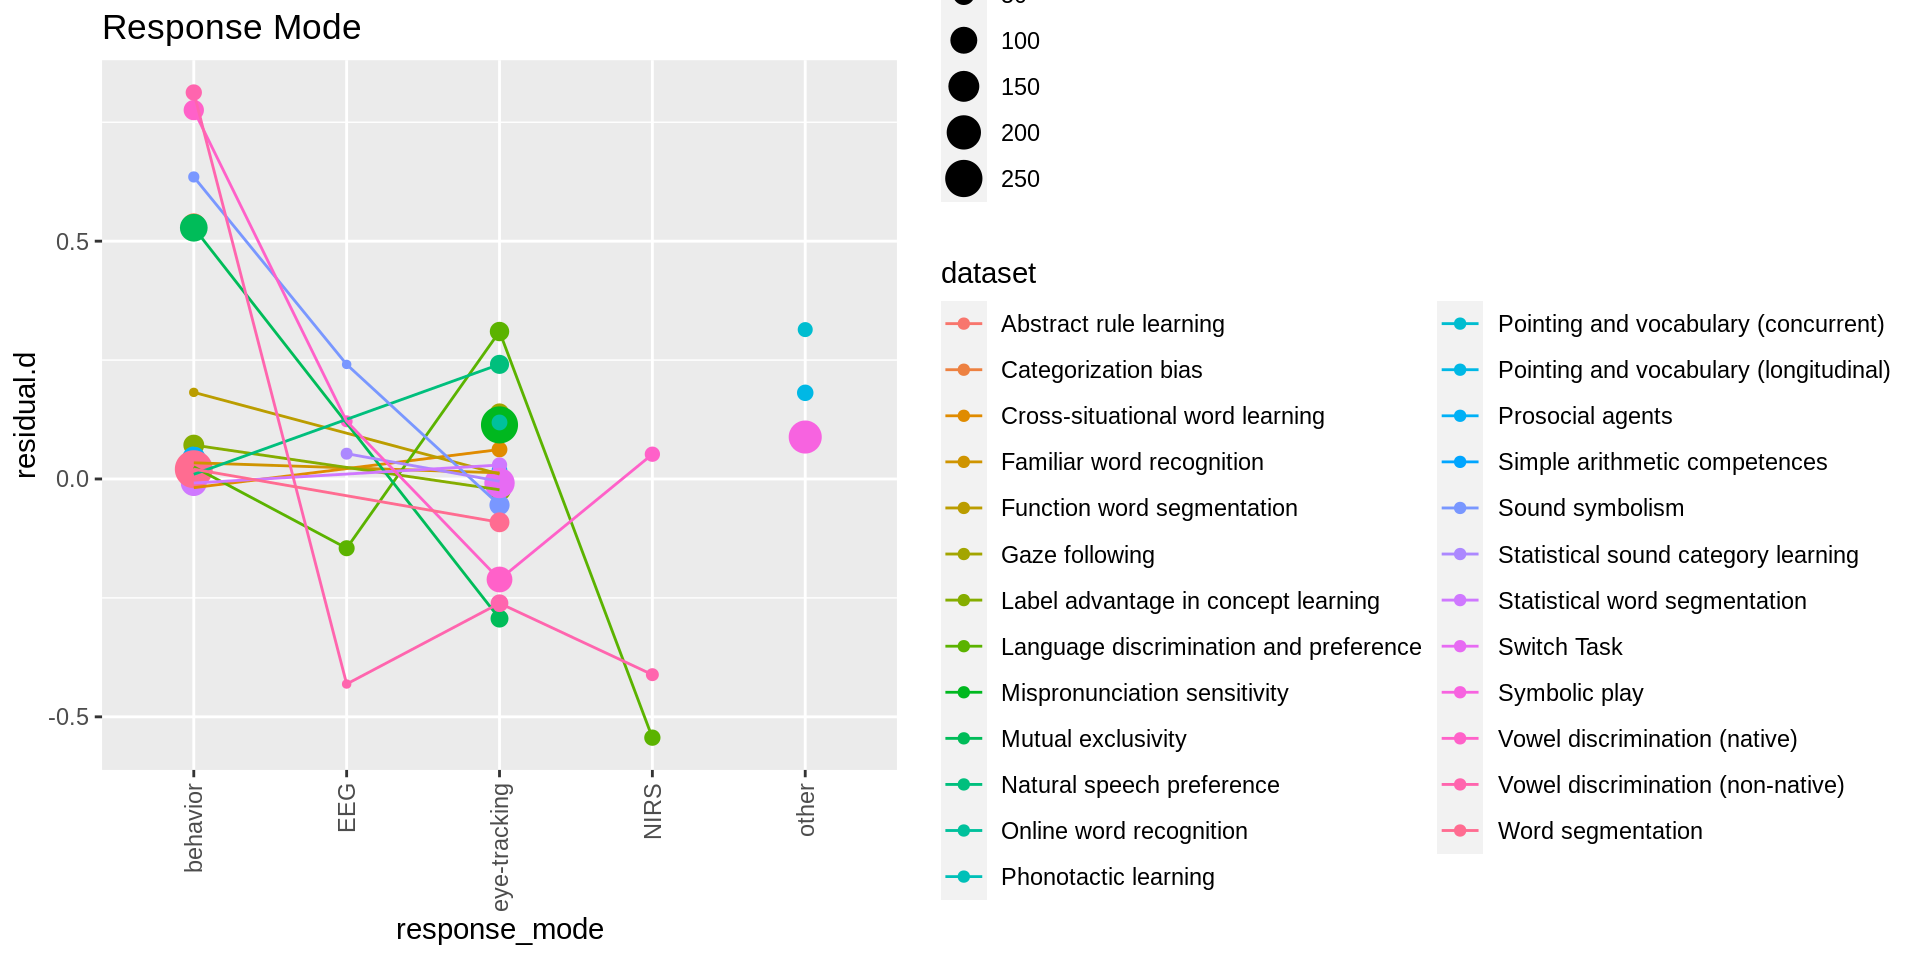 Response Mode
residual.d
0.5
0.0
-0.5
behavior
EEG
eye-tracking
NIRS
other
response_mode
100
150
200
250
dataset
Abstract rule learning
Categorization bias
Cross-situational word learning
Familiar word recognition
Function word segmentation
Gaze following
Label advantage in concept learning
Language discrimination and preference
Mispronunciation sensitivity
Mutual exclusivity
Natural speech preference
Online word recognition
Phonotactic learning
Pointing and vocabulary (concurrent)
Pointing and vocabulary (longitudinal)
Prosocial agents
Simple arithmetic competences
Sound symbolism
Statistical sound category learning
Statistical word segmentation
Switch Task
Symbolic play
Vowel discrimination (native)
Vowel discrimination (non-native)
Word segmentation